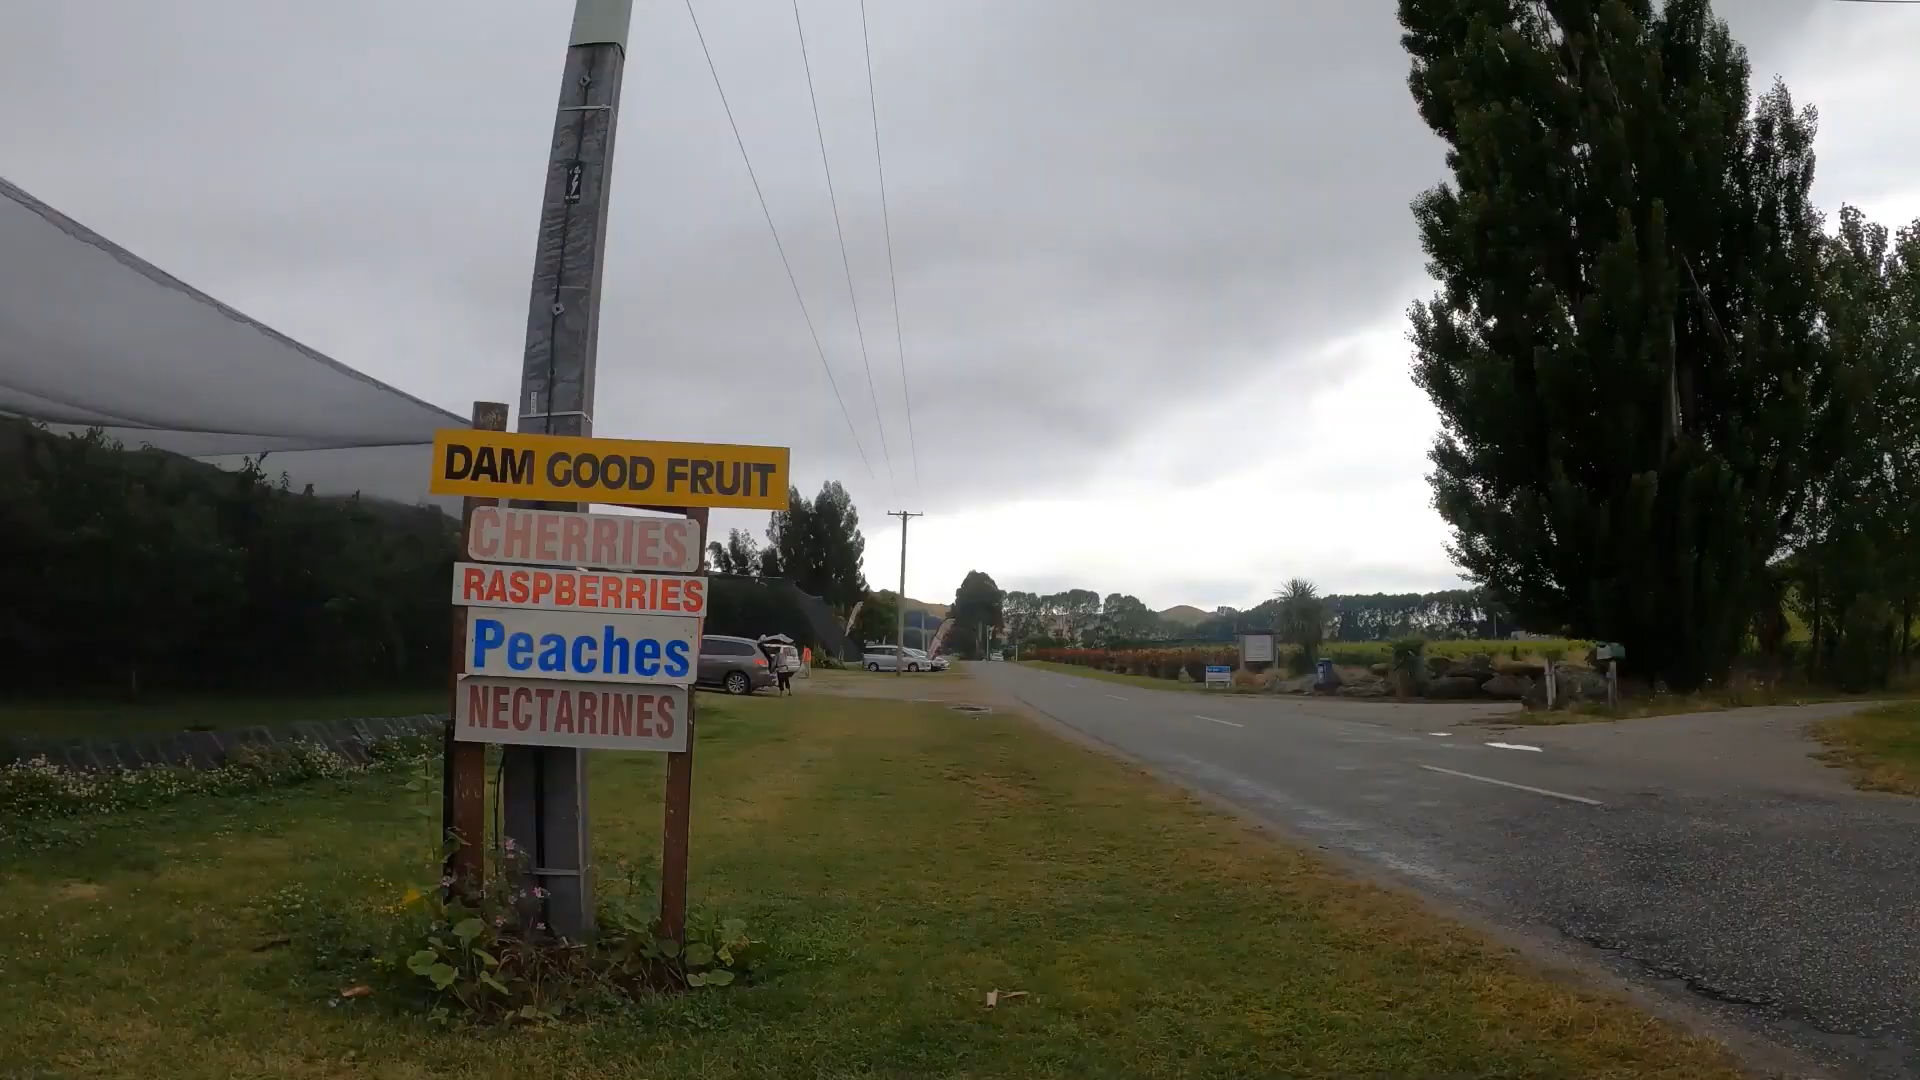 DAM GOOD FRUIT
CHERRIES
RASPBERRIES
Peaches
NECTARINES